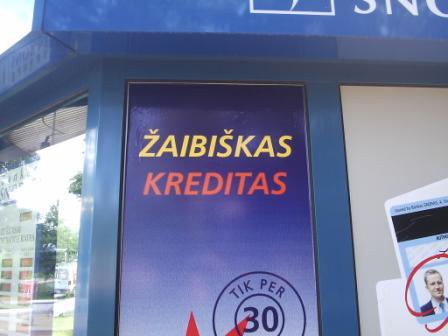 ŽAIBIŠKAS
KREDITAS
TIK PER
30